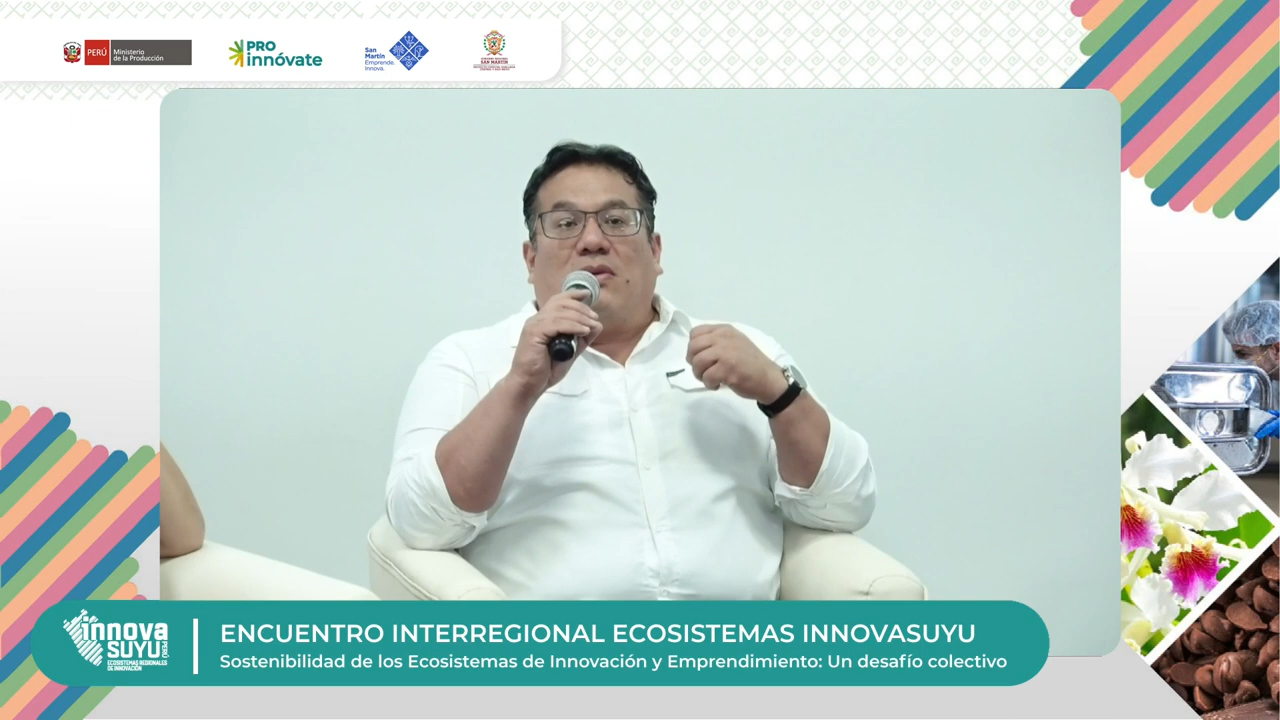 PERÚ
Ministerio
de la Producción
PRO
innóvate
San
Martín
Emprende.
Innova.
SAN MARTÍN
innova
SUYU
PERÚ
ECOSISTEMAS REGIONALES
DE INNOVACIÓN
ENCUENTRO INTERREGIONAL ECOSISTEMAS INNOVASUYU
Sostenibilidad de los Ecosistemas de Innovación y Emprendimiento: Un desafío colectivo